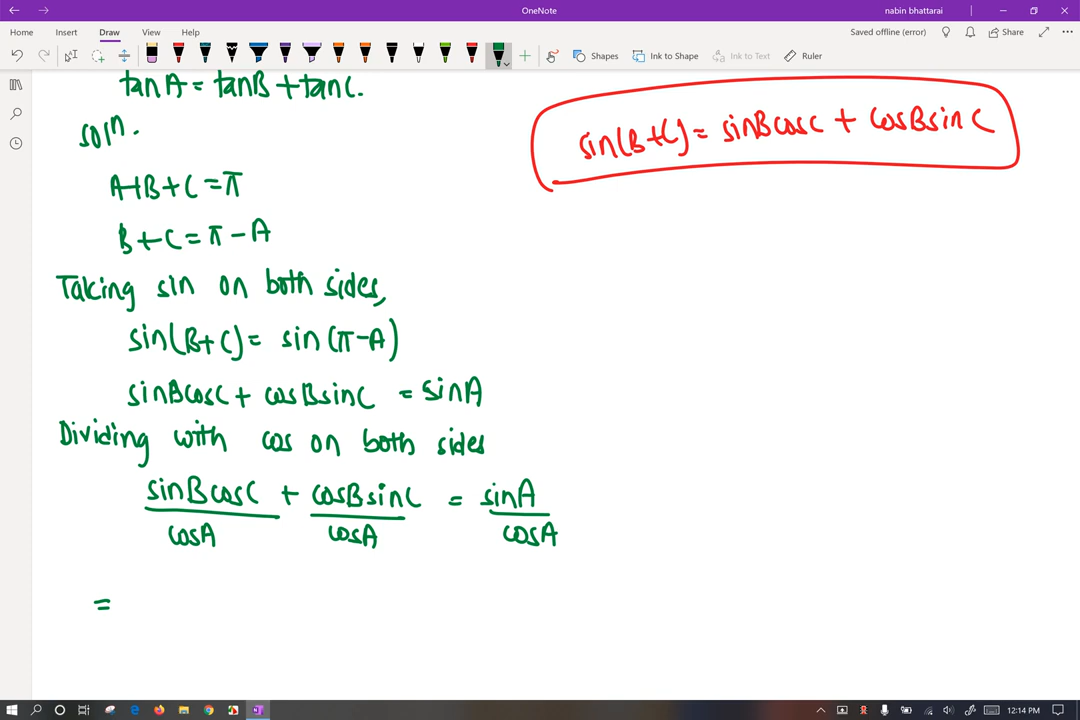 OneNote
nabin bhattarai
Home Insert Draw View Help
Saved offline (error) Share
Shapes Ink to Shape Ink to Text Ruler
tanA = tanB + tanC.
sol^n.
sin(B+C) = sinBcosC + cosBsinC
A+B+C = π
B+C = π - A
Taking sin on both sides,
sin(B+C) = sin(π-A)
sinBcosC + cosBsinC = sinA
Dividing with cos on both sides
sinBcosC/cosA + cosBsinC/cosA = sinA/cosA
=
12:14 PM